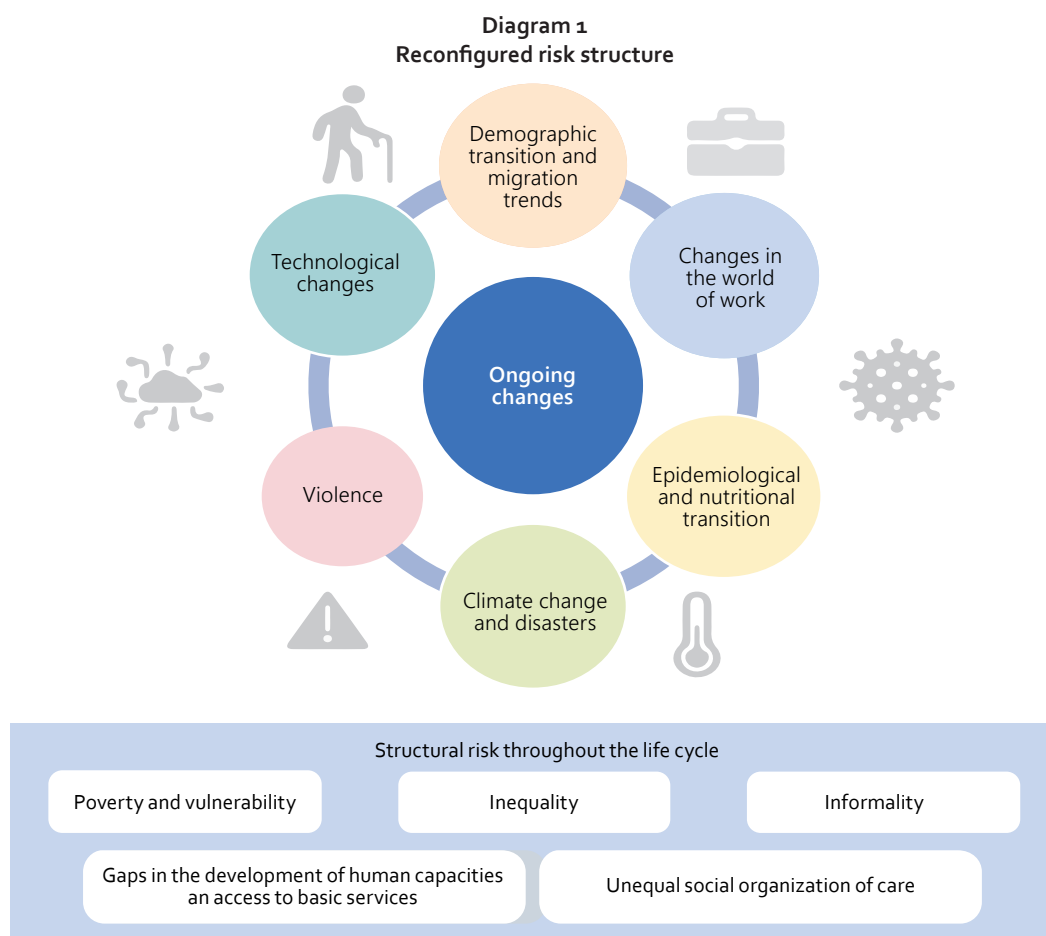 Diagram 1
Reconfigured risk structure
Demographic
transition and
migration
trends
Technological
changes
Changes in
the world
of work
Ongoing
changes
Violence
Epidemiological
and nutritional
transition
Climate change
and disasters
Structural risk throughout the life cycle
Poverty and vulnerability
Inequality
Informality
Gaps in the development of human capacities
an access to basic services
Unequal social organization of care